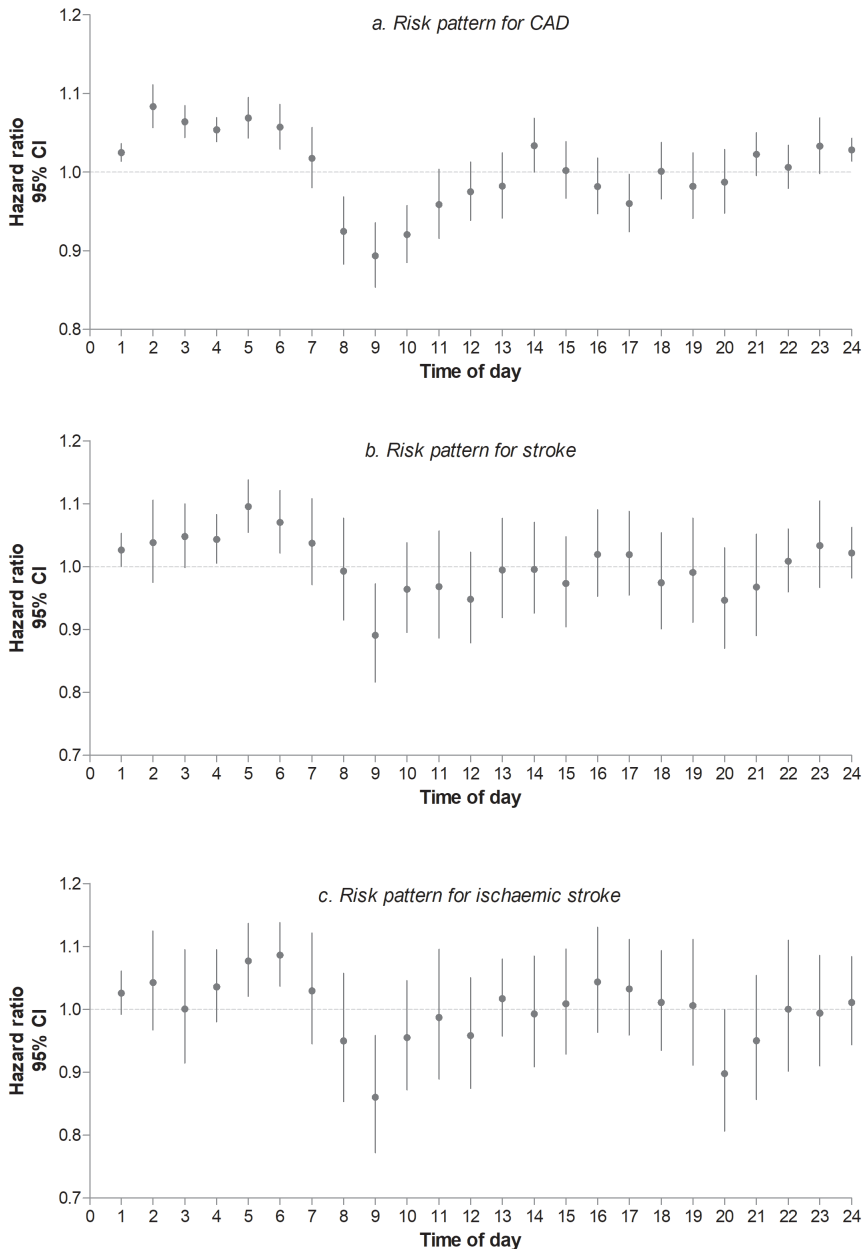 a. Risk pattern for CAD
Hazard ratio
95% CI
1.2
1.1
1.0
0.9
0.8
0 1 2 3 4 5 6 7 8 9 10 11 12 13 14 15 16 17 18 19 20 21 22 23 24
Time of day
b. Risk pattern for stroke
Hazard ratio
95% CI
1.2
1.1
1.0
0.9
0.8
0.7
0 1 2 3 4 5 6 7 8 9 10 11 12 13 14 15 16 17 18 19 20 21 22 23 24
Time of day
c. Risk pattern for ischaemic stroke
Hazard ratio
95% CI
1.2
1.1
1.0
0.9
0.8
0.7
0 1 2 3 4 5 6 7 8 9 10 11 12 13 14 15 16 17 18 19 20 21 22 23 24
Time of day